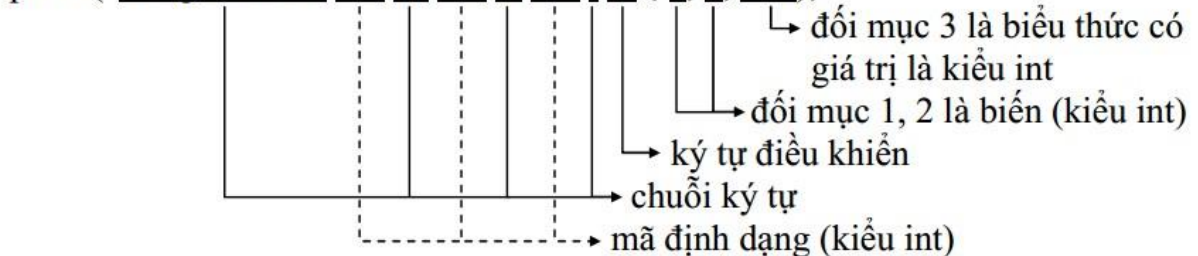 đối mục 3 là biểu thức có
giá trị là kiểu int
đối mục 1, 2 là biến (kiểu int)
ký tự điều khiển
chuỗi ký tự
mã định dạng (kiểu int)